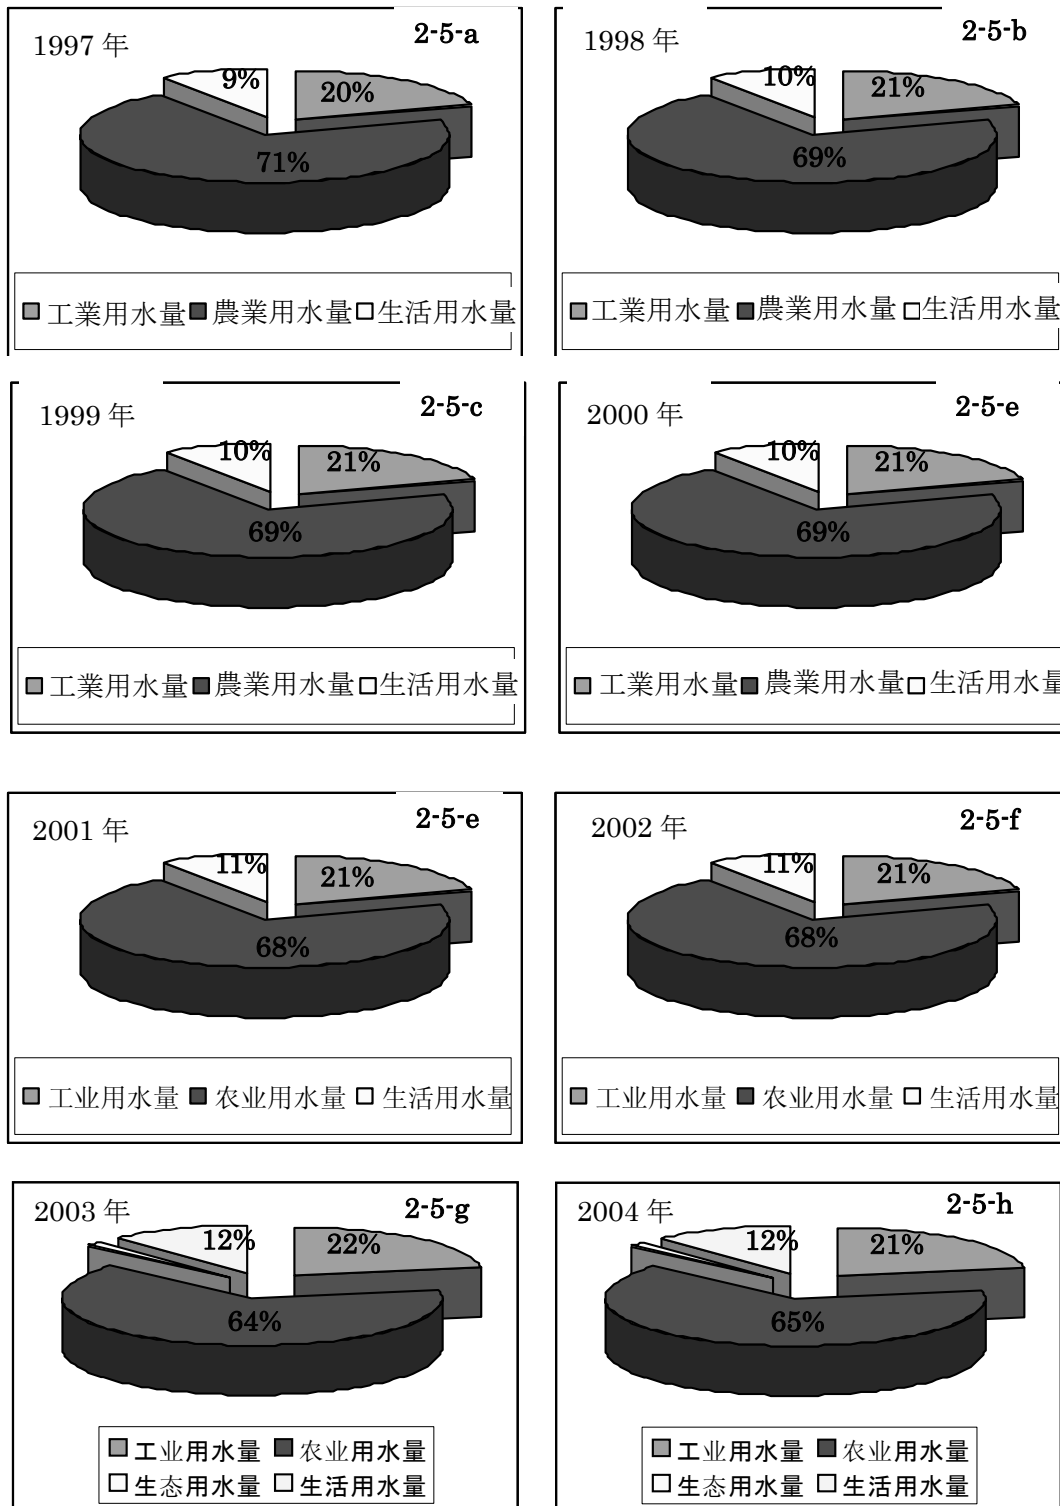 1997 年
2-5-a
9%
20%
71%
工業用水量 農業用水量 生活用水量
1998 年
2-5-b
10%
21%
69%
工業用水量 農業用水量 生活用水量
1999 年
2-5-c
10%
21%
69%
工業用水量 農業用水量 生活用水量
2000 年
2-5-e
10%
21%
69%
工業用水量 農業用水量 生活用水量
2001 年
2-5-e
11%
21%
68%
工业用水量 农业用水量 生活用水量
2002 年
2-5-f
11%
21%
68%
工业用水量 农业用水量 生活用水量
2003 年
2-5-g
12%
22%
64%
工业用水量 农业用水量
生态用水量 生活用水量
2004 年
2-5-h
12%
21%
65%
工业用水量 农业用水量
生态用水量 生活用水量